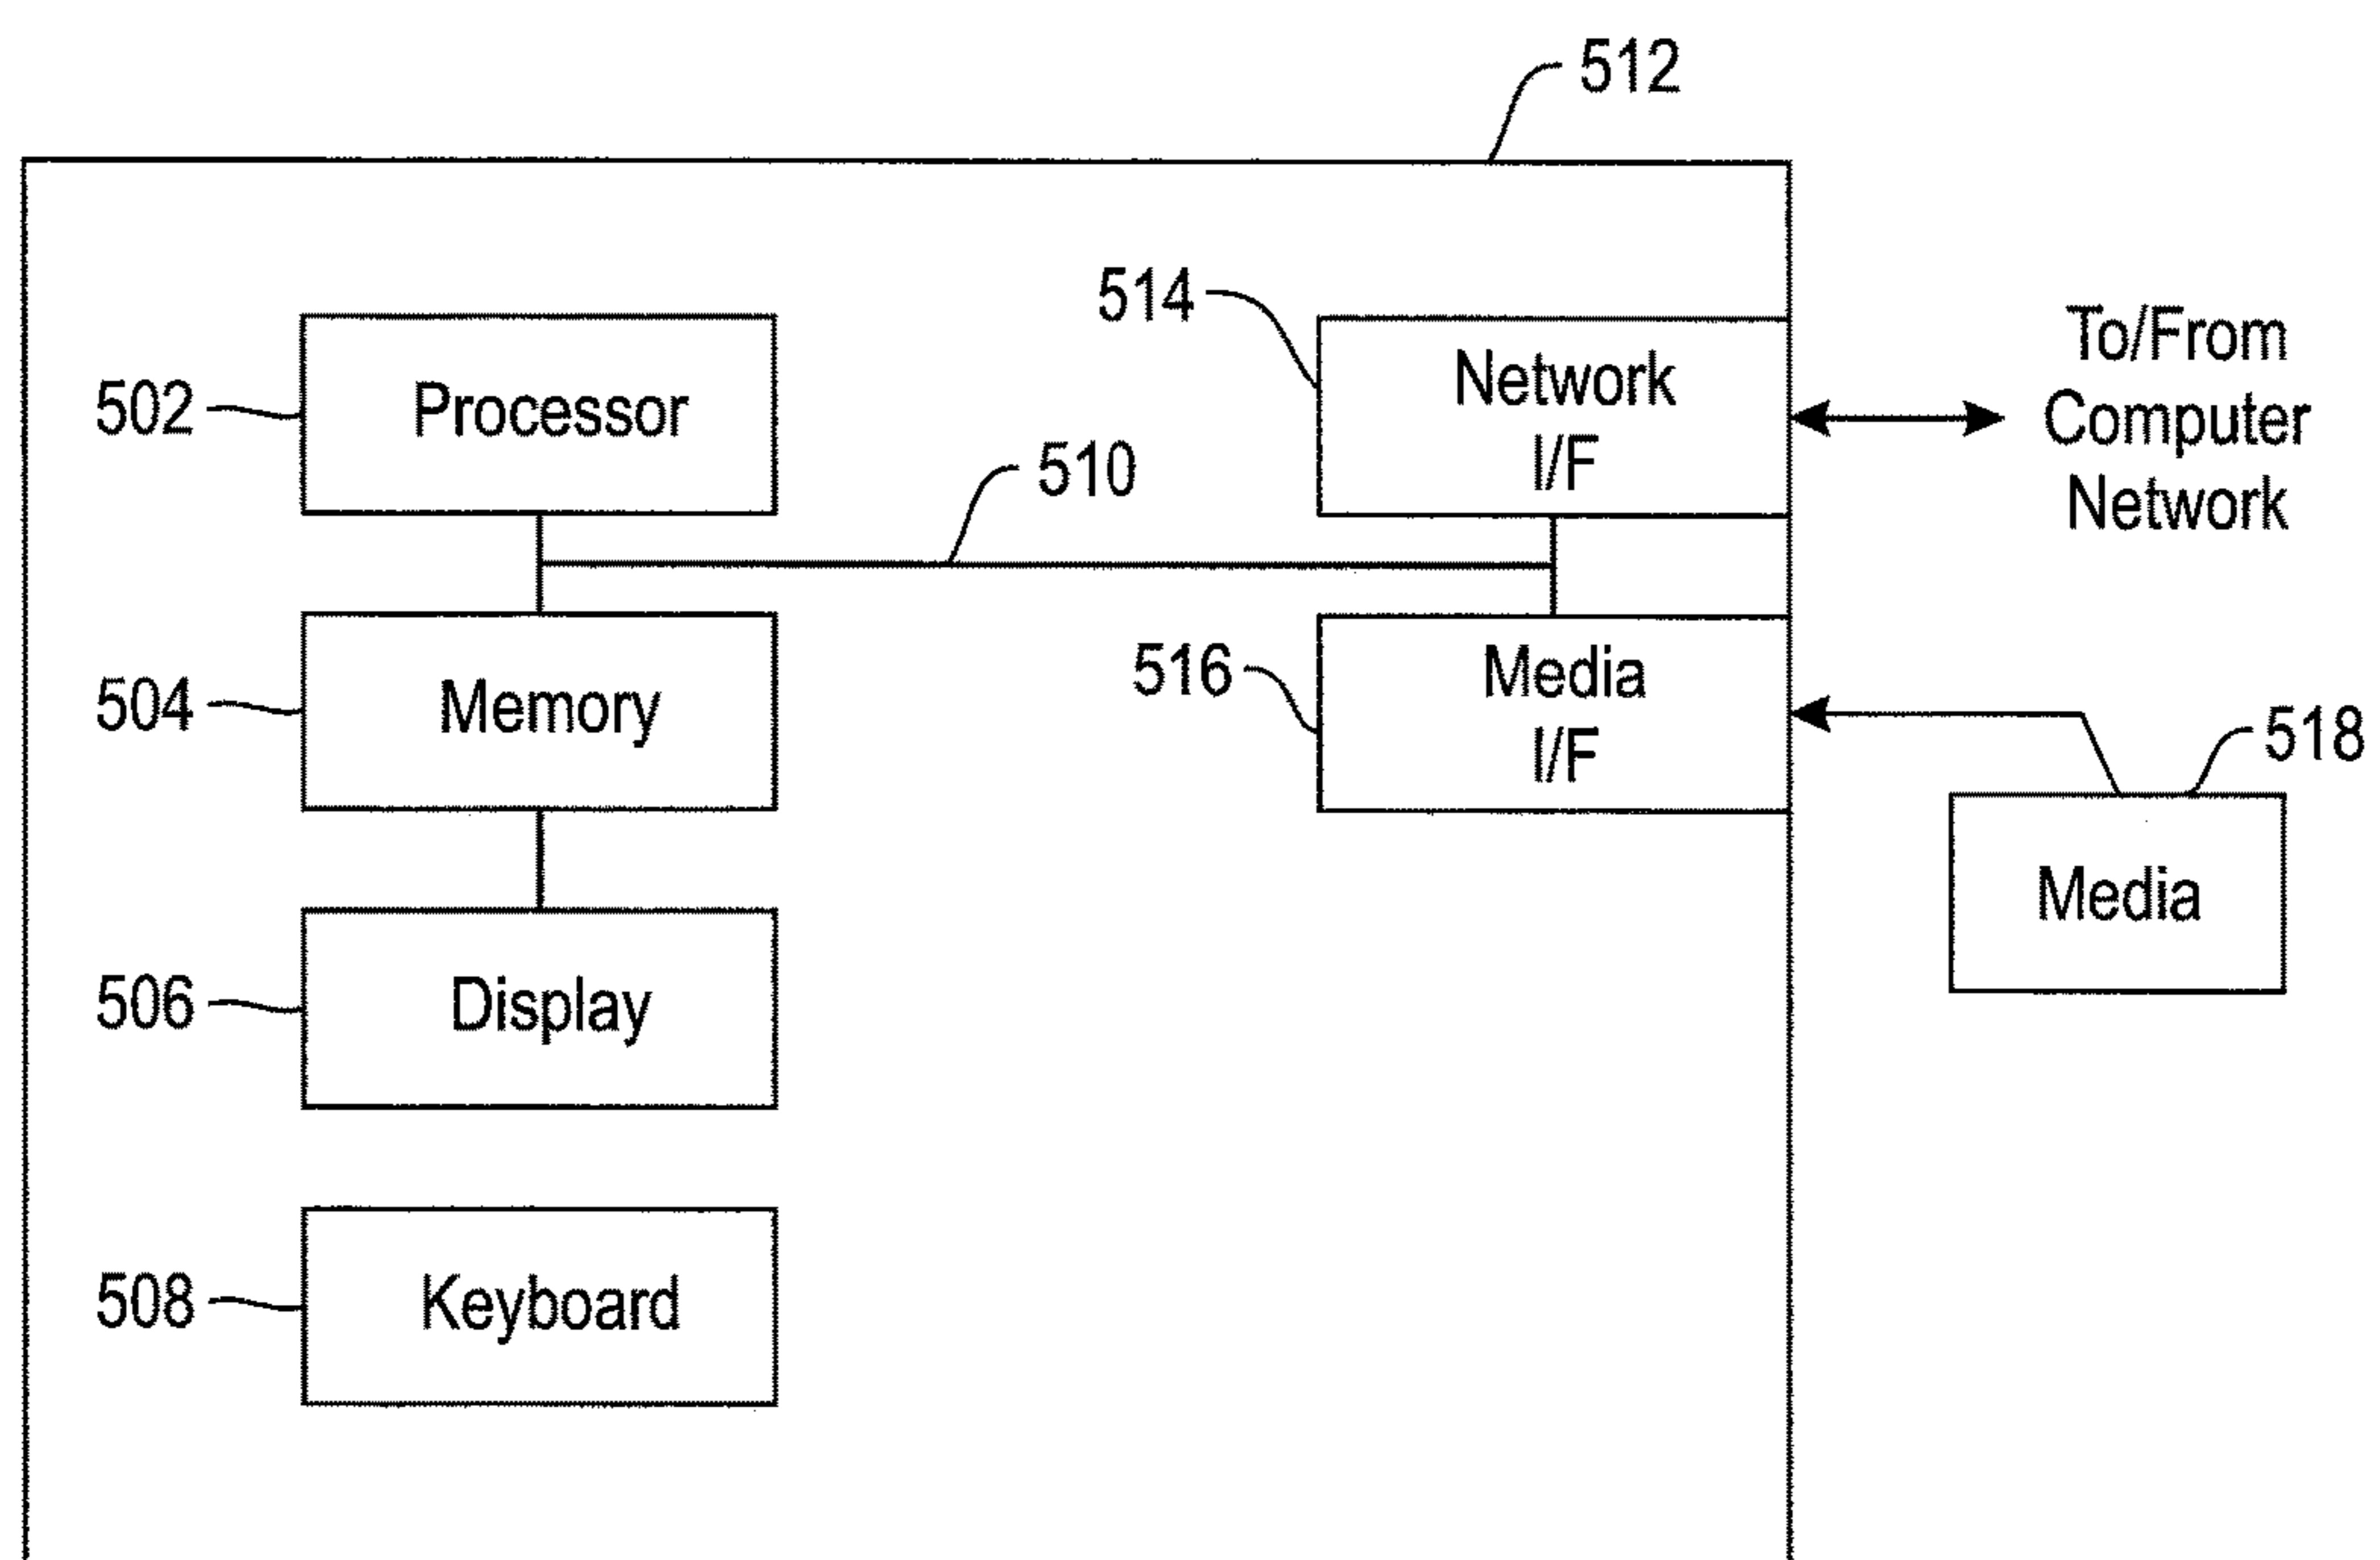 512
514
Network
I/F
To/From
Computer
Network
502
Processor
510
504
Memory
516
Media
I/F
518
Media
506
Display
508
Keyboard